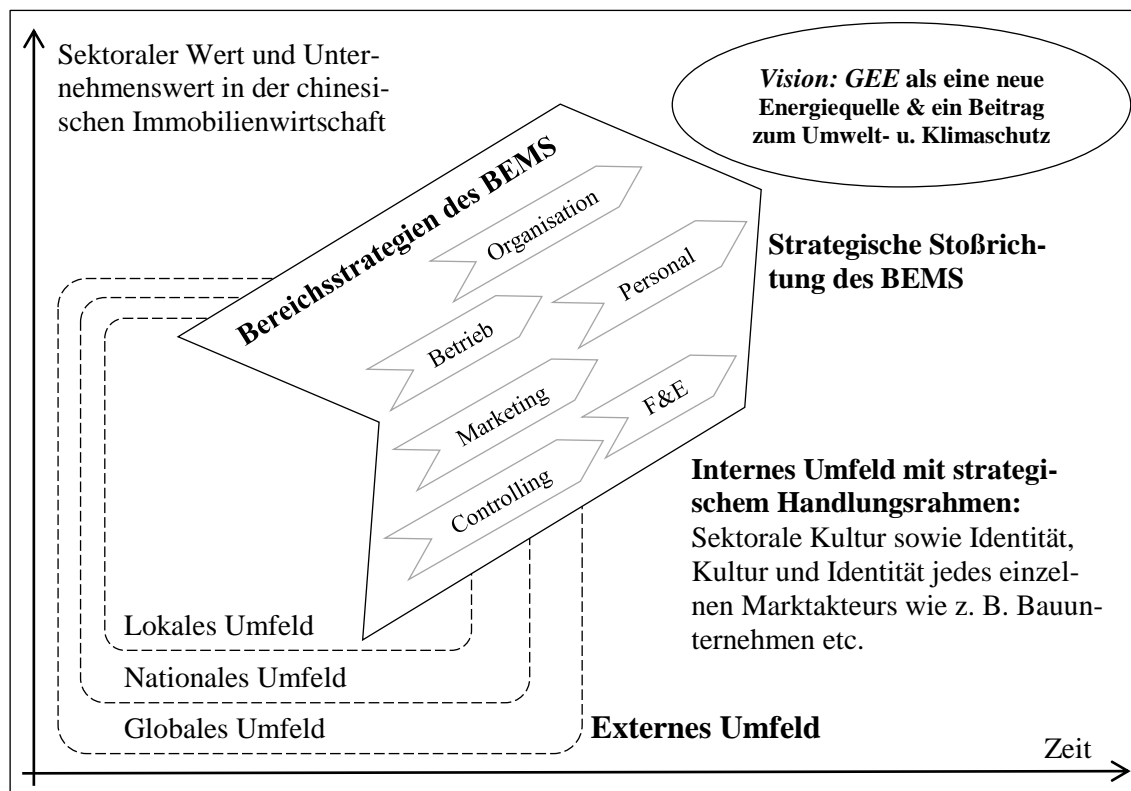 Sektoraler Wert und Unter-
nehmenswert in der chinesi-
schen Immobilienwirtschaft
Vision: GEE als eine neue
Energiequelle & ein Beitrag
zum Umwelt- u. Klimaschutz
Bereichsstrategien des BEMS
Organisation
Personal
Betrieb
Marketing
F&E
Controlling
Strategische Stoßrich-
tung des BEMS
Internes Umfeld mit strategi-
schem Handlungsrahmen:
Sektorale Kultur sowie Identität,
Kultur und Identität jedes einzel-
nen Marktakteurs wie z. B. Bauun-
ternehmen etc.
Lokales Umfeld
Nationales Umfeld
Globales Umfeld
Externes Umfeld
Zeit